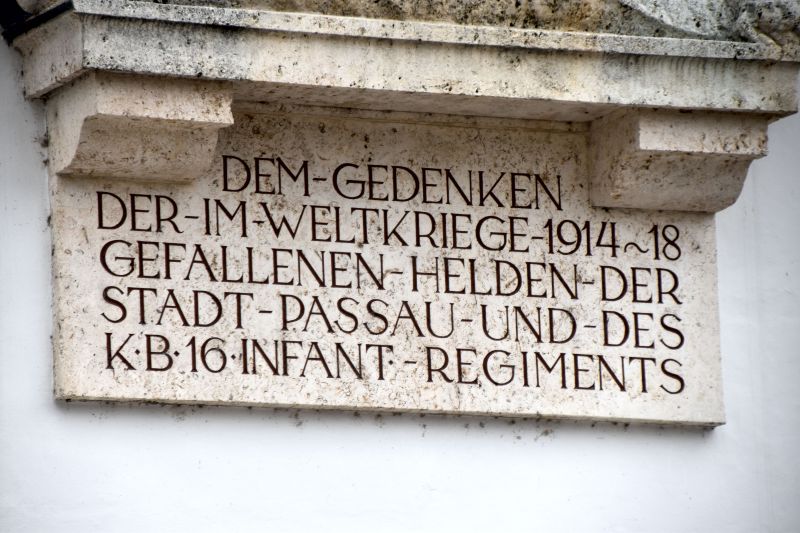 DEM-GEDENKEN
DER-IM-WELTKRIEGE-1914~18
GEFALLENEN-HELDEN-DER
STADT-PASSAU-UND-DES
K·B·16·INFANT·-REGIMENTS